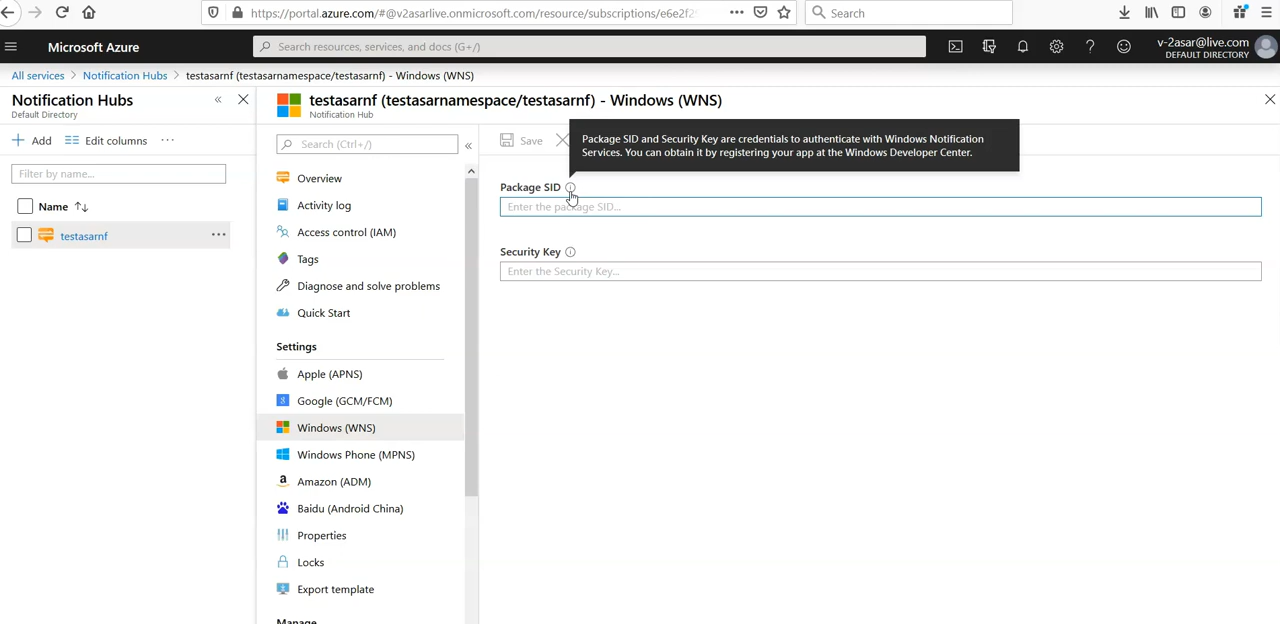 https://portal.azure.com/#@v2asarlive.onmicrosoft.com/resource/subscriptions/e6e2f2
Search
Microsoft Azure
Search resources, services, and docs (G+/)
v-2asar@live.com
DEFAULT DIRECTORY
All services > Notification Hubs > testasarnf (testasarnamespace/testasarnf) - Windows (WNS)
Notification Hubs
Default Directory
Add
Edit columns
Filter by name...
Name
testasarnf
testasarnf (testasarnamespace/testasarnf) - Windows (WNS)
Notification Hub
Search (Ctrl+/)
Overview
Activity log
Access control (IAM)
Tags
Diagnose and solve problems
Quick Start
Settings
Apple (APNS)
Google (GCM/FCM)
Windows (WNS)
Windows Phone (MPNS)
Amazon (ADM)
Baidu (Android China)
Properties
Locks
Export template
Manage
Save
Package SID and Security Key are credentials to authenticate with Windows Notification
Services. You can obtain it by registering your app at the Windows Developer Center.
Package SID
Enter the package SID...
Security Key
Enter the Security Key...